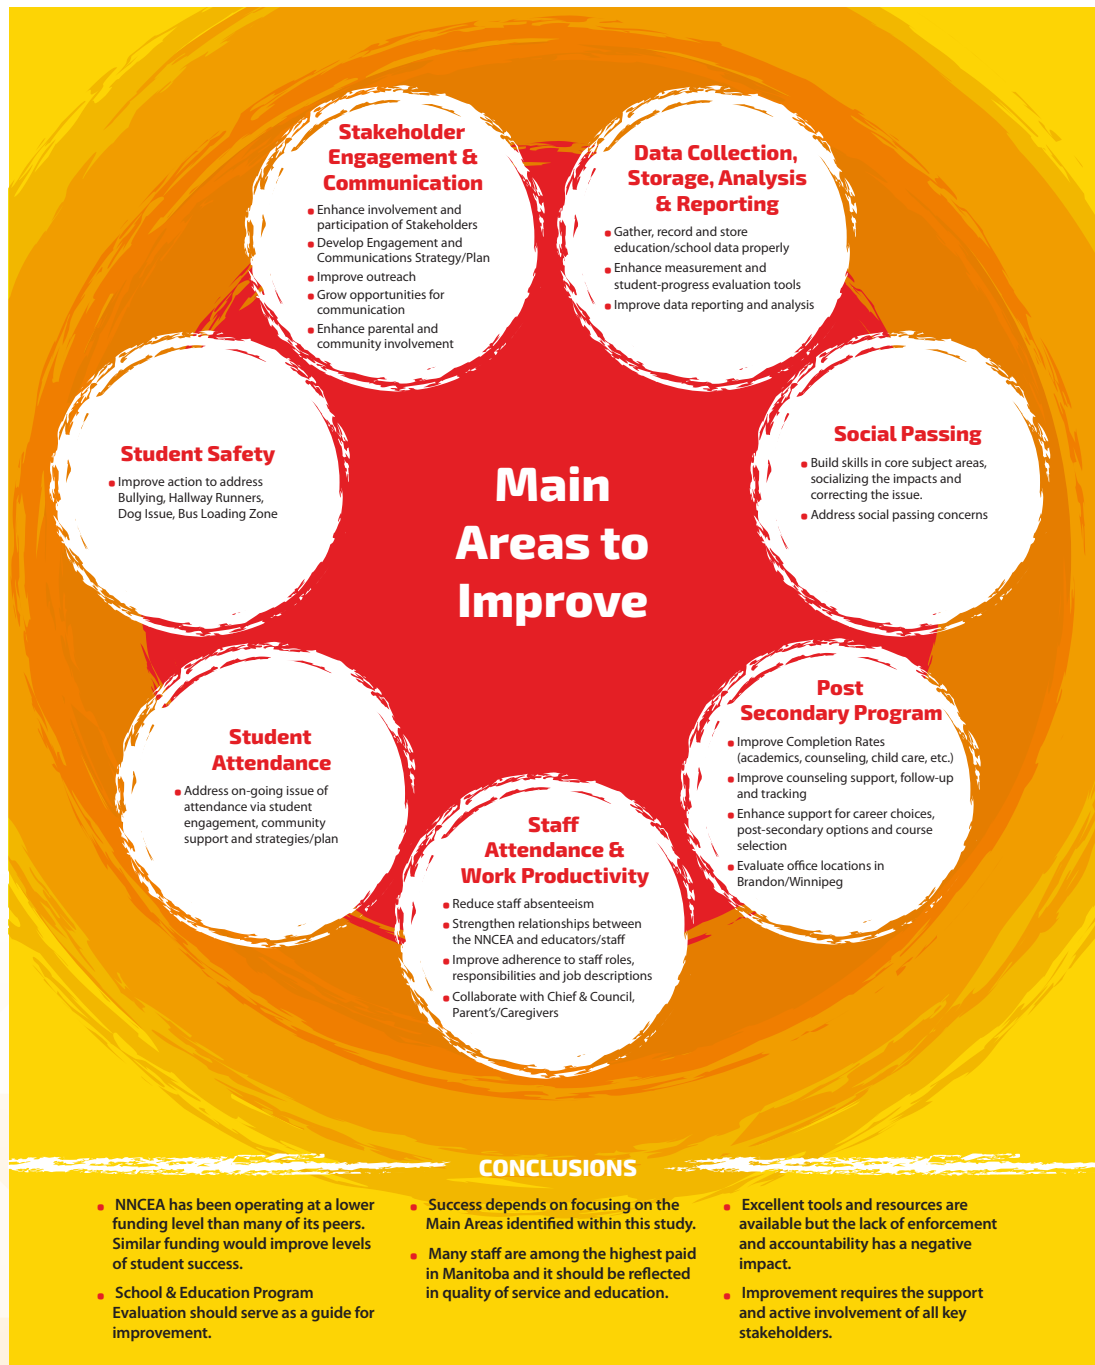 Stakeholder
Engagement &
Communication
Enhance involvement and
participation of Stakeholders
Develop Engagement and
Communications Strategy/Plan
Improve outreach
Grow opportunities for
communication
Enhance parental and
community involvement
Data Collection,
Storage, Analysis
& Reporting
Gather, record and store
education/school data properly
Enhance measurement and
student-progress evaluation tools
Improve data reporting and analysis
Student Safety
Improve action to address
Bullying, Hallway Runners,
Dog Issue, Bus Loading Zone
Main
Areas to
Improve
Social Passing
Build skills in core subject areas,
socializing the impacts and
correcting the issue.
Address social passing concerns
Student
Attendance
Address on-going issue of
attendance via student
engagement, community
support and strategies/plan
Staff
Attendance &
Work Productivity
Reduce staff absenteeism
Strengthen relationships between
the NNCEA and educators/staff
Improve adherence to staff roles,
responsibilities and job descriptions
Collaborate with Chief & Council,
Parent's/Caregivers
Post
Secondary Program
Improve Completion Rates
(academics, counseling, child care, etc.)
Improve counseling support, follow-up
and tracking
Enhance support for career choices,
post-secondary options and course
selection
Evaluate office locations in
Brandon/Winnipeg
CONCLUSIONS
NNCEA has been operating at a lower
funding level than many of its peers.
Similar funding would improve levels
of student success.
School & Education Program
Evaluation should serve as a guide for
improvement.
Success depends on focusing on the
Main Areas identified within this study.
Many staff are among the highest paid
in Manitoba and it should be reflected
in quality of service and education.
Excellent tools and resources are
available but the lack of enforcement
and accountability has a negative
impact.
Improvement requires the support
and active involvement of all key
stakeholders.